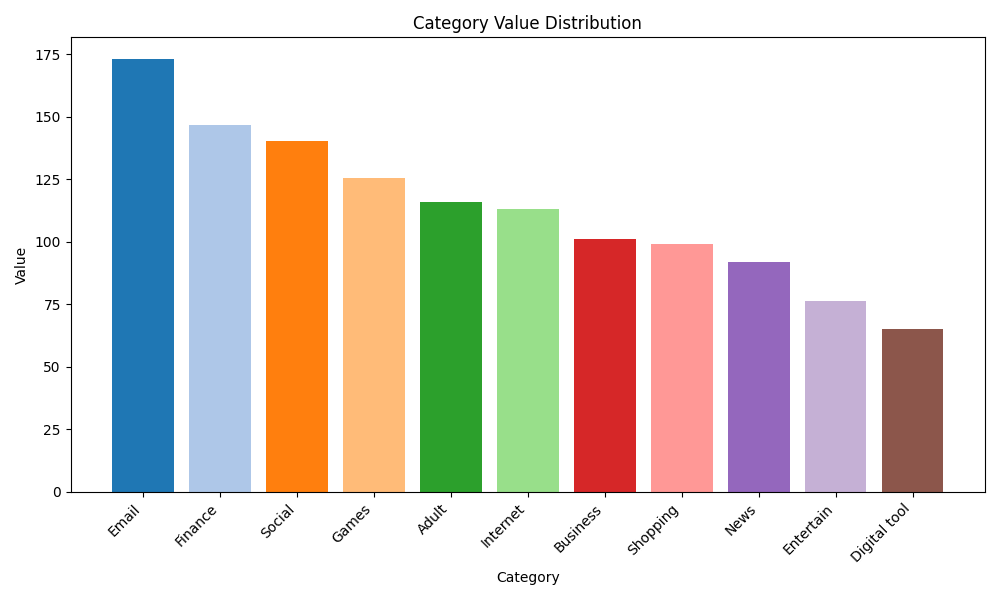 Category Value Distribution
Value
175
150
125
100
75
50
25
0
Email
Finance
Social
Games
Adult
Internet
Business
Shopping
News
Entertain
Digital tool
Category